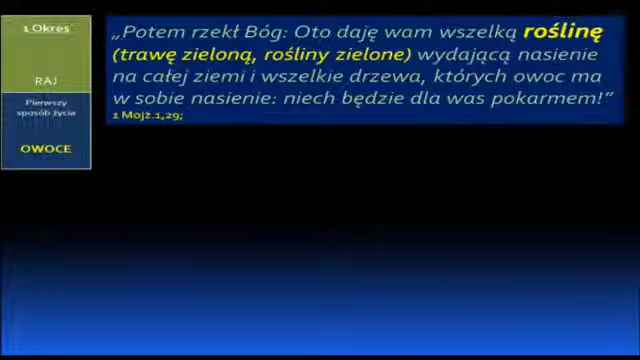 1 Okres
RAJ
Pierwszy
sposób życia
OWOCE
„Potem rzekł Bóg: Oto daję wam wszelką roślinę
(trawę zieloną, rośliny zielone) wydającą nasienie
na całej ziemi i wszelkie drzewa, których owoc ma
w sobie nasienie: niech będzie dla was pokarmem!”
1 Mojż.1,29;